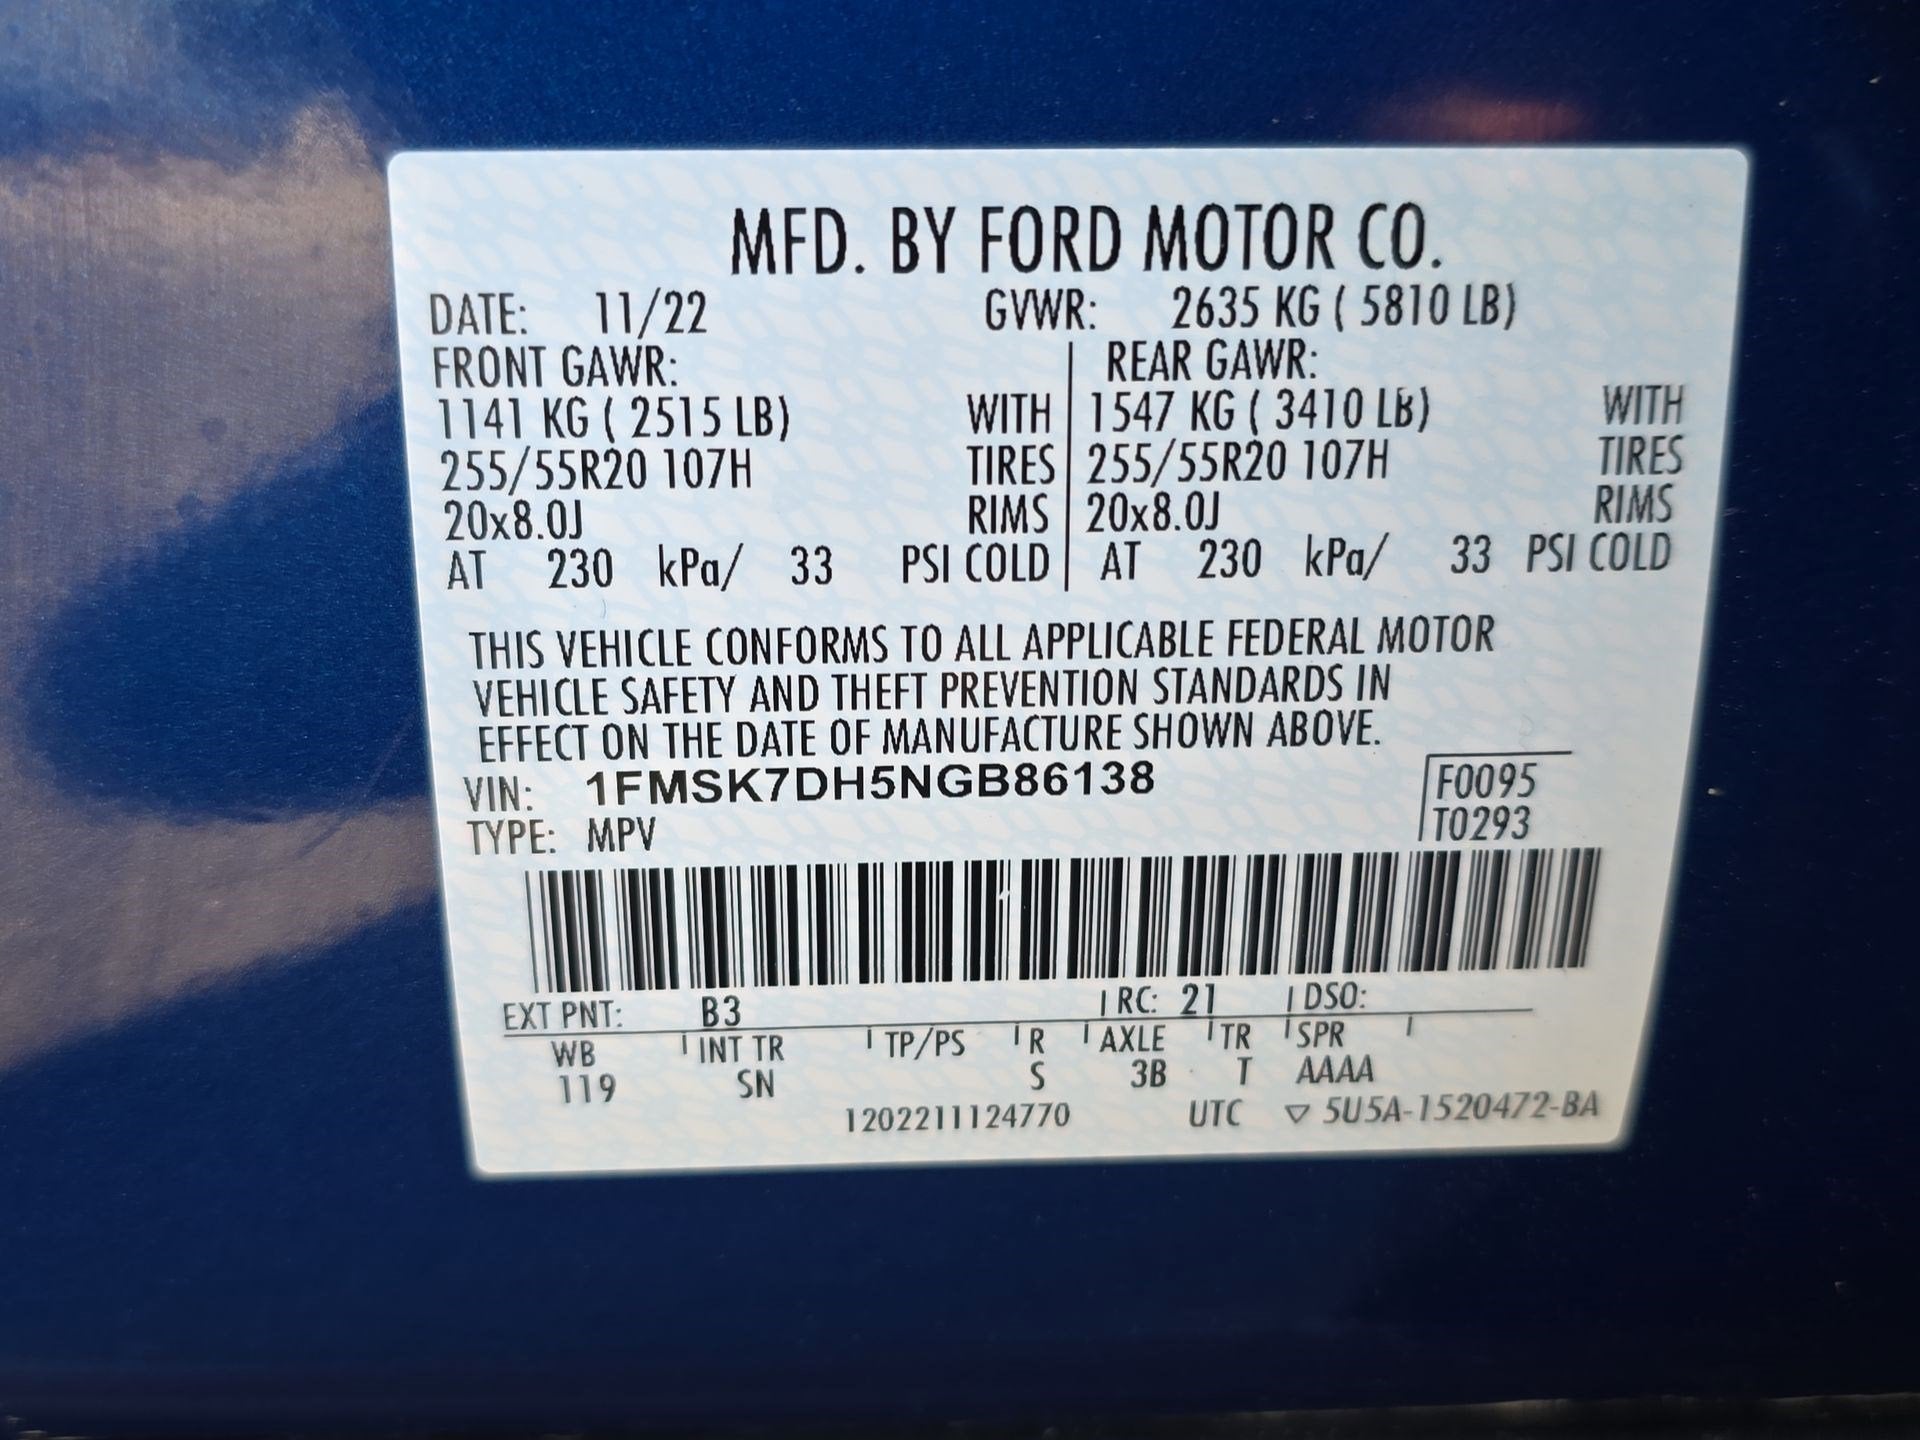 MFD. BY FORD MOTOR CO.
DATE: 11/22 GVWR: 2635 KG ( 5810 LB)
FRONT GAWR: REAR GAWR:
1141 KG ( 2515 LB) WITH 1547 KG ( 3410 LB) WITH
255/55R20 107H TIRES 255/55R20 107H TIRES
20x8.0J RIMS 20x8.0J RIMS
AT 230 kPa/ 33 PSI COLD AT 230 kPa/ 33 PSI COLD
THIS VEHICLE CONFORMS TO ALL APPLICABLE FEDERAL MOTOR
VEHICLE SAFETY AND THEFT PREVENTION STANDARDS IN
EFFECT ON THE DATE OF MANUFACTURE SHOWN ABOVE.
VIN: 1FMSK7DH5NGB86138 F0095
TYPE: MPV T0293
EXT PNT: B3 RC: 21 DSO:
WB INT TR TP/PS R AXLE TR SPR
119 SN S 3B T AAAA
1202211124770 UTC ▽ 5U5A-1520472-BA